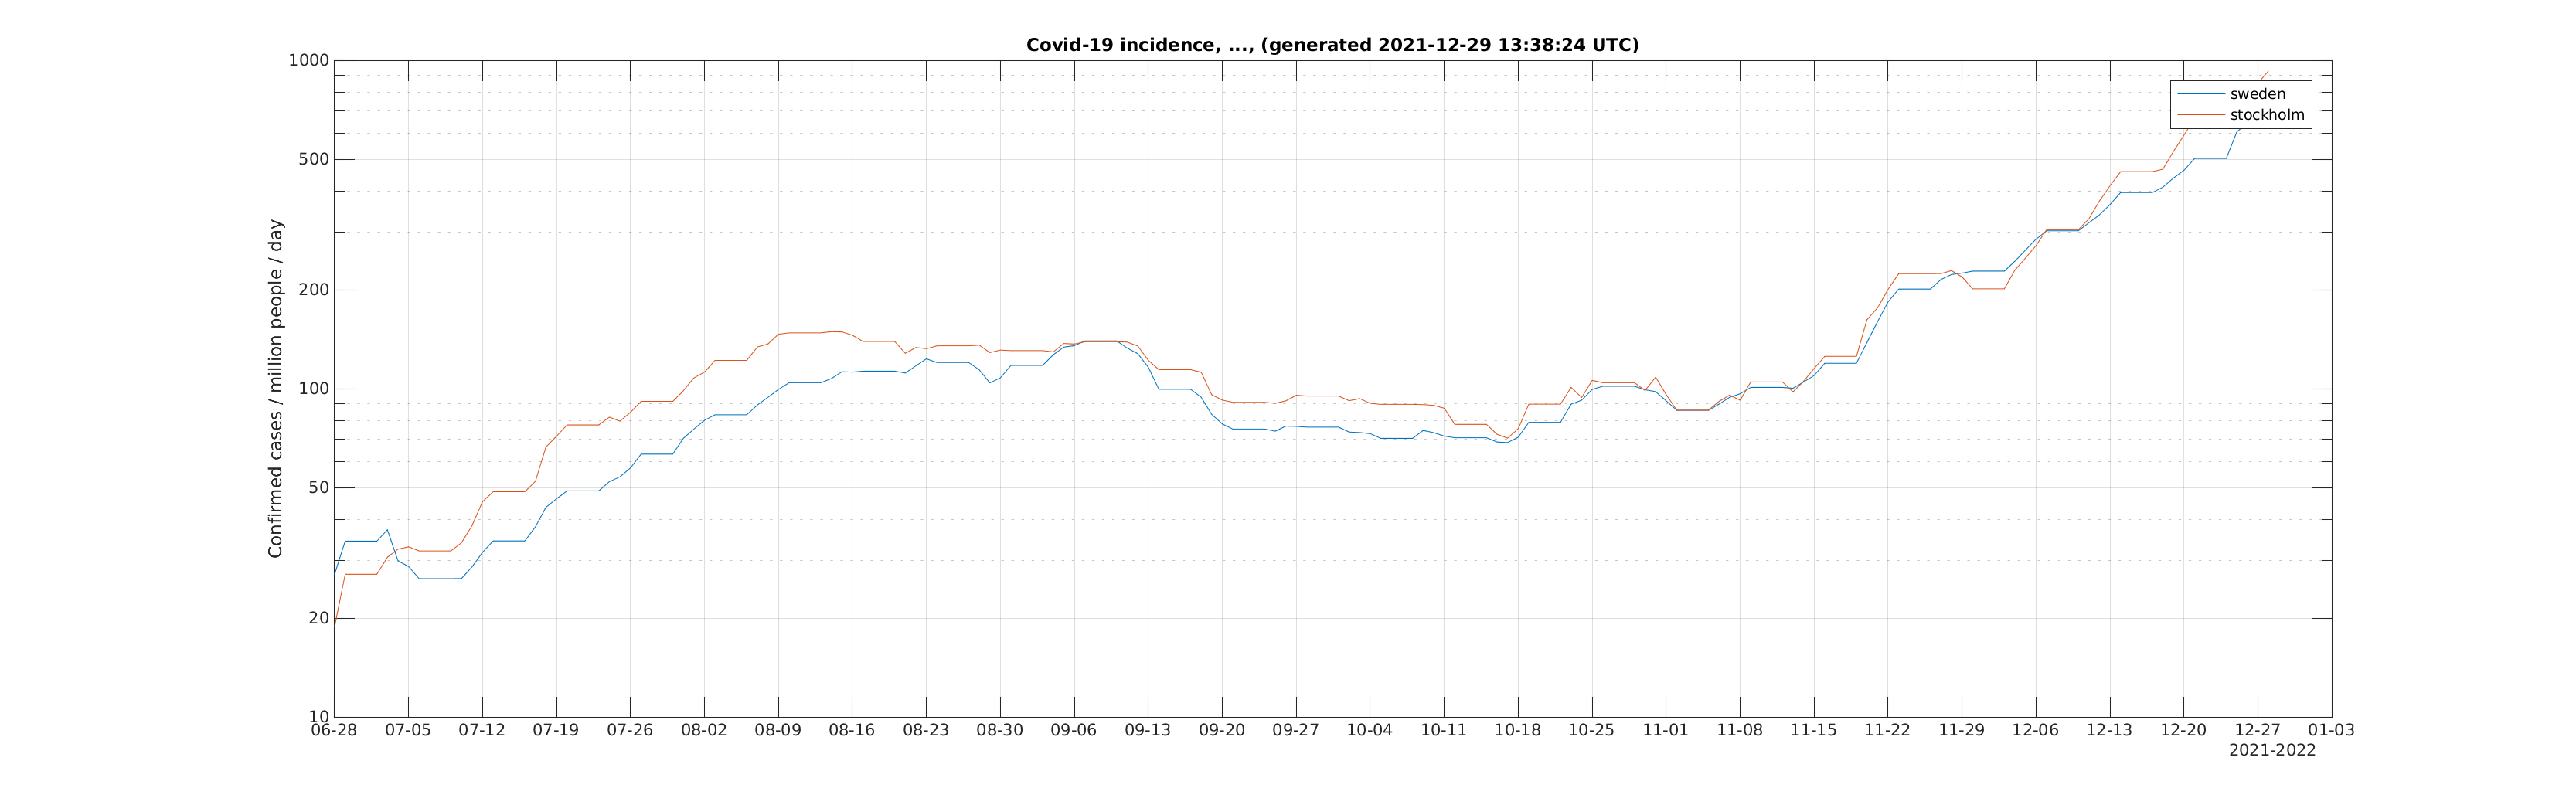 Covid-19 incidence, ..., (generated 2021-12-29 13:38:24 UTC)
Confirmed cases / million people / day
1000
500
200
100
50
20
10
sweden
stockholm
06-28 07-05 07-12 07-19 07-26 08-02 08-09 08-16 08-23 08-30 09-06 09-13 09-20 09-27 10-04 10-11 10-18 10-25 11-01 11-08 11-15 11-22 11-29 12-06 12-13 12-20 12-27 01-03
2021-2022